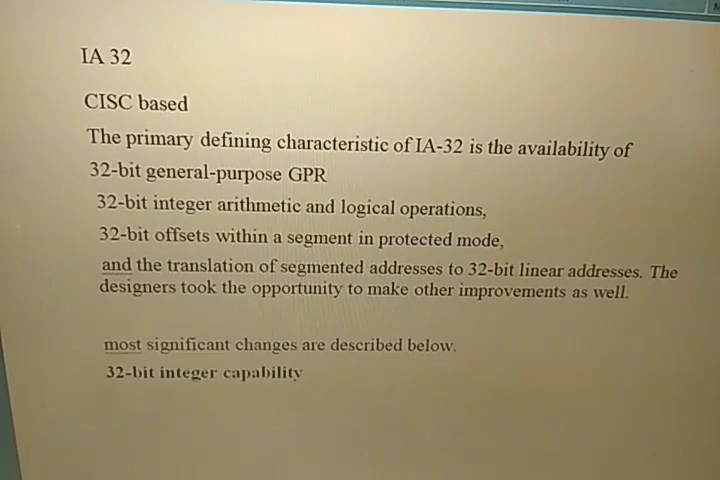 IA 32
CISC based
The primary defining characteristic of IA-32 is the availability of
32-bit general-purpose GPR
32-bit integer arithmetic and logical operations,
32-bit offsets within a segment in protected mode,
and the translation of segmented addresses to 32-bit linear addresses. The
designers took the opportunity to make other improvements as well.
most significant changes are described below.
32-bit integer capability